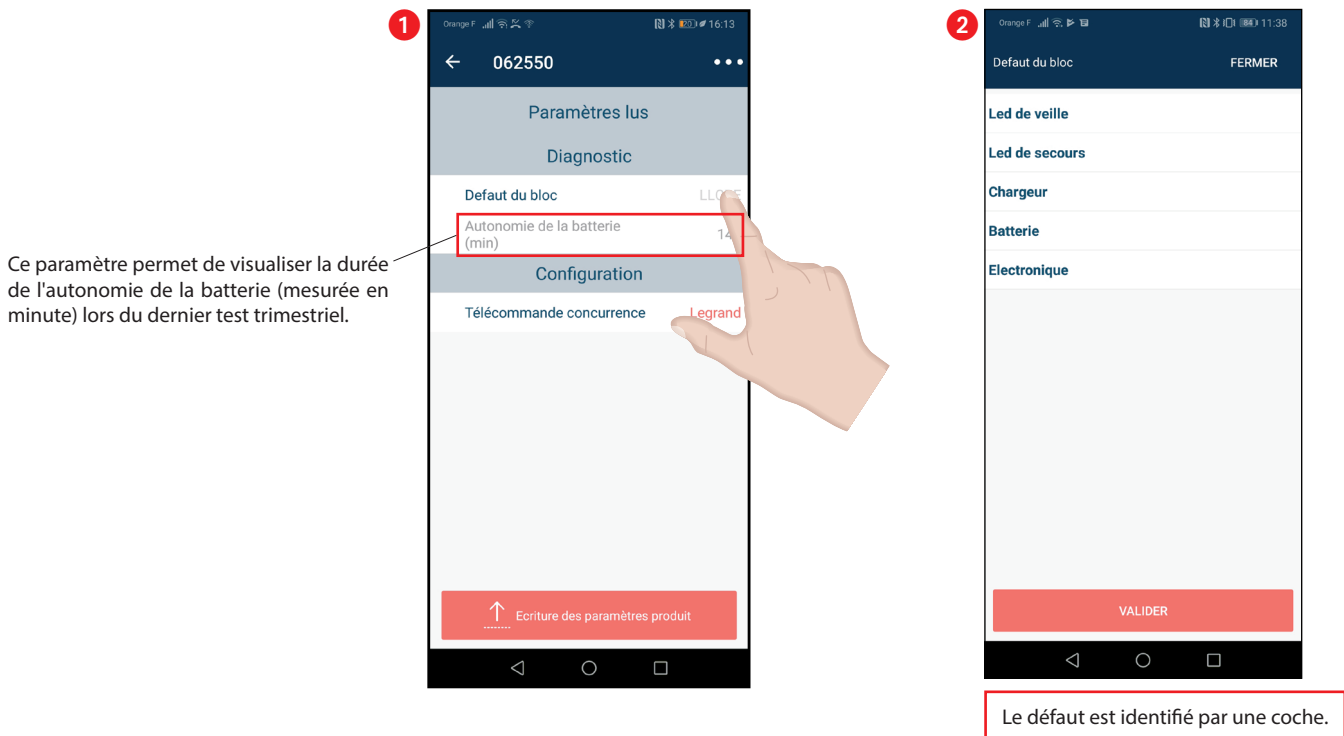 1
Orange F 16:13
062550
Paramètres lus
Diagnostic
Defaut du bloc
Autonomie de la batterie
(min)
Configuration
Télécommande concurrence Legrand
Ecriture des paramètres produit
Ce paramètre permet de visualiser la durée
de l'autonomie de la batterie (mesurée en
minute) lors du dernier test trimestriel.
2
Orange F 84 11:38
Defaut du bloc FERMER
Led de veille
Led de secours
Chargeur
Batterie
Electronique
VALIDER
Le défaut est identifié par une coche.